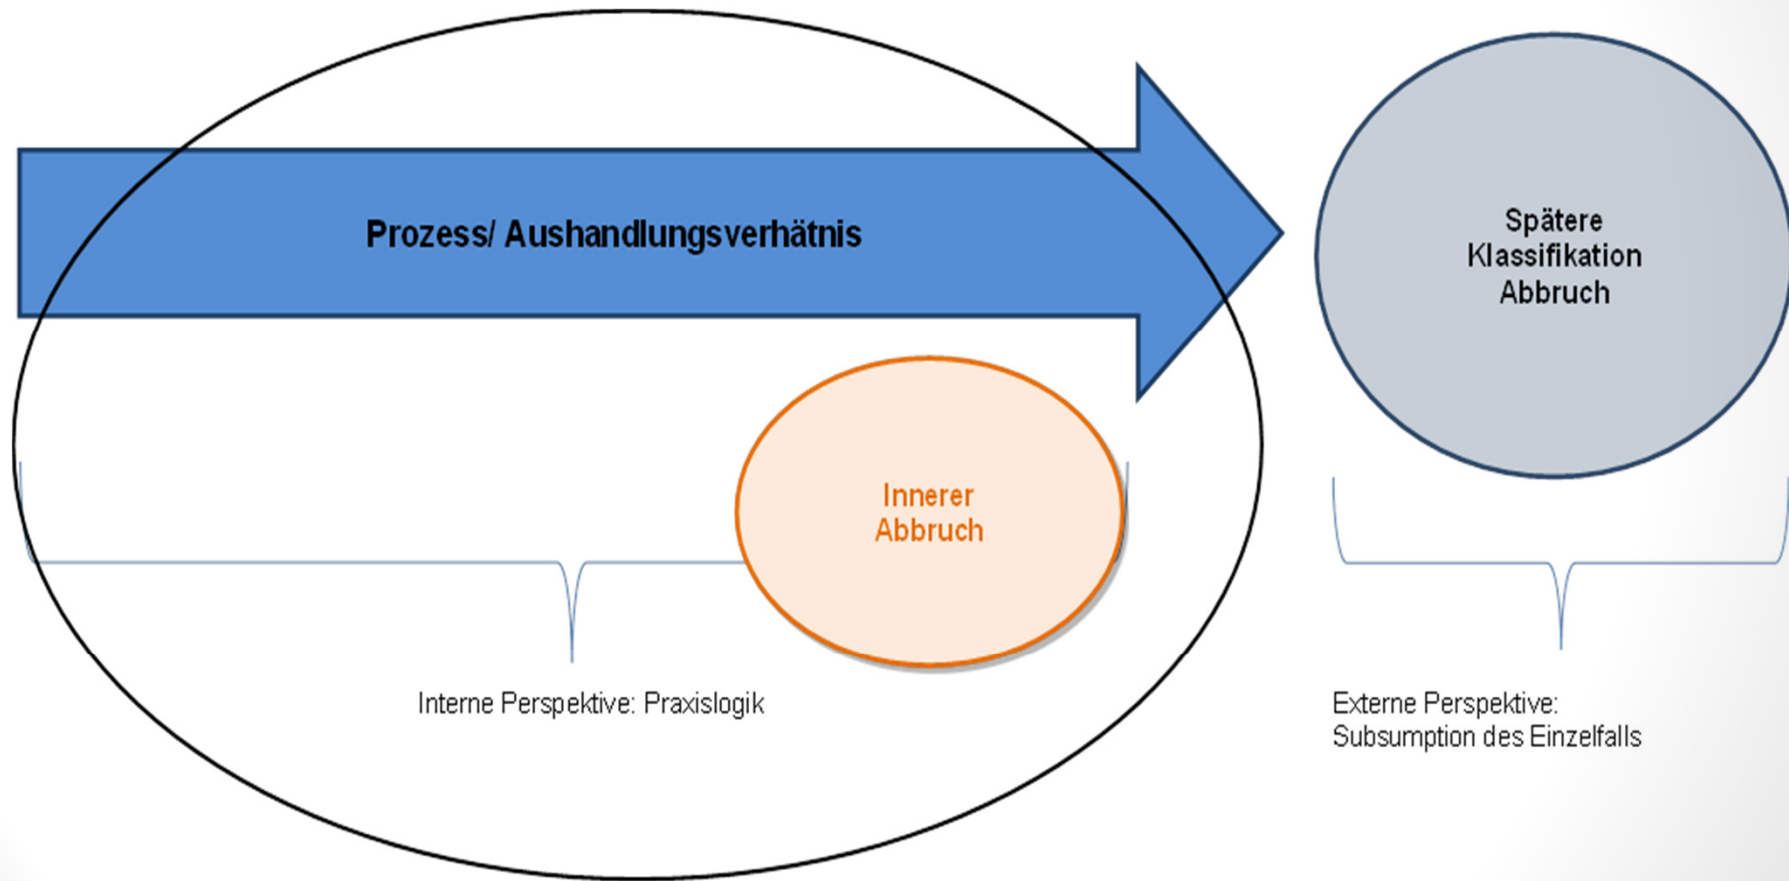 Prozess/ Aushandlungsverhätnis
Spätere
Klassifikation
Abbruch
Innerer
Abbruch
Interne Perspektive: Praxislogik
Externe Perspektive:
Subsumption des Einzelfalls